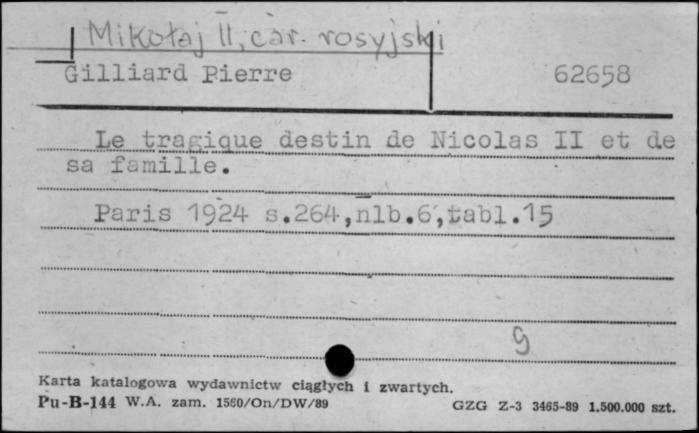 Mikołaj II, car. rosyjski
Gilliard Pierre 62658
Le tragique destin de Nicolas II et de
sa famille.
Paris 1924 s.264,nlb.6,tabl.15
9
Karta katalogowa wydawnictw ciągłych i zwartych.
Pu-B-144 W.A. zam. 1560/On/DW/89 GZG Z-3 3465-89 1.500.000 szt.